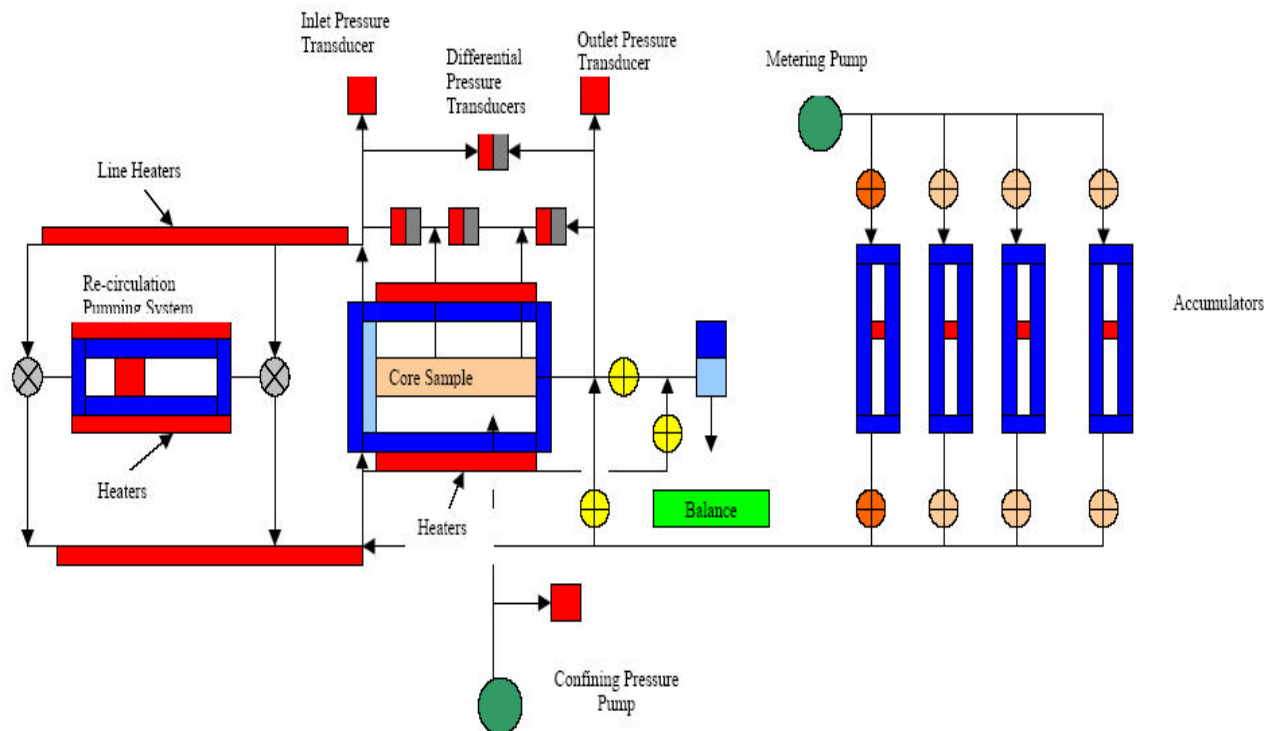 Inlet Pressure
Transducer
Differential
Pressure
Transducers
Outlet Pressure
Transducer
Metering Pump
Line Heaters
Re-circulation
Pumping System
Accumulators
Core Sample
Heaters
Heaters
Balance
Confining Pressure
Pump